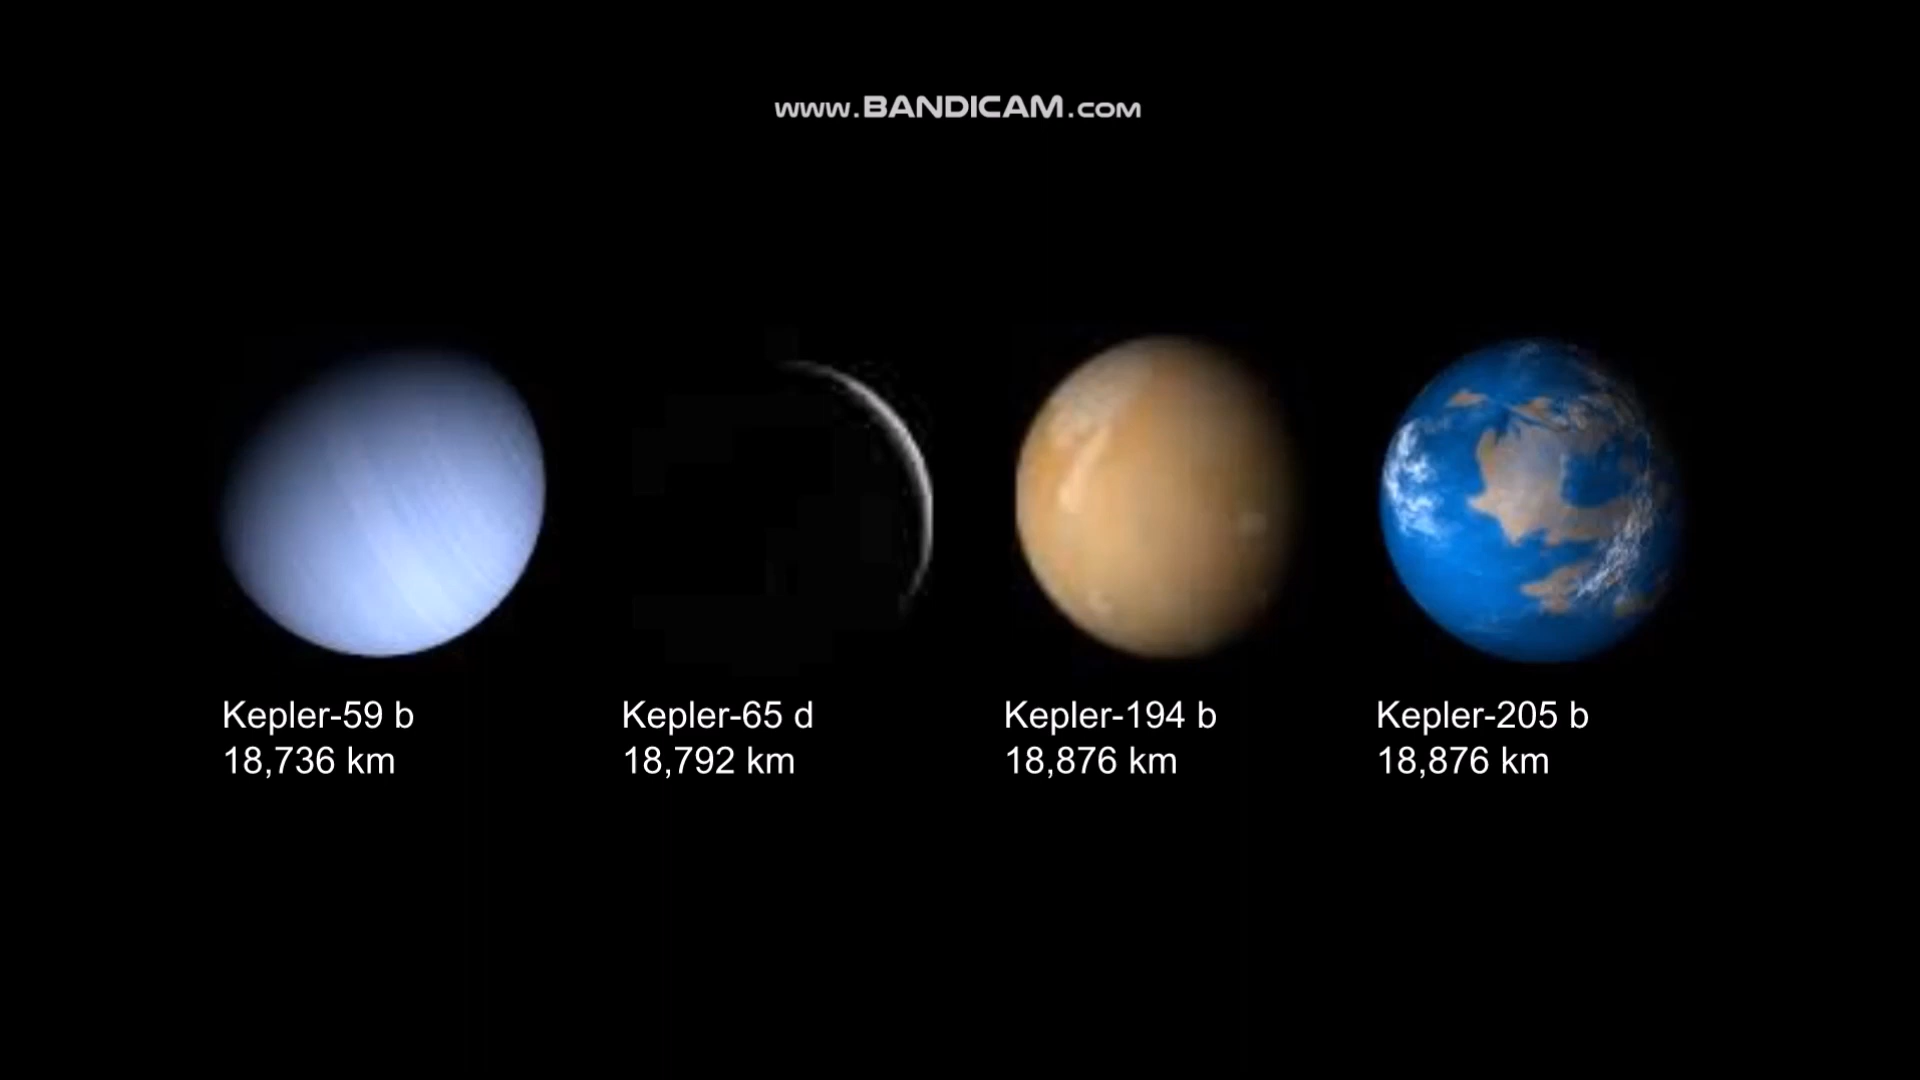 www.BANDICAM.com
Kepler-59 b
18,736 km
Kepler-65 d
18,792 km
Kepler-194 b
18,876 km
Kepler-205 b
18,876 km